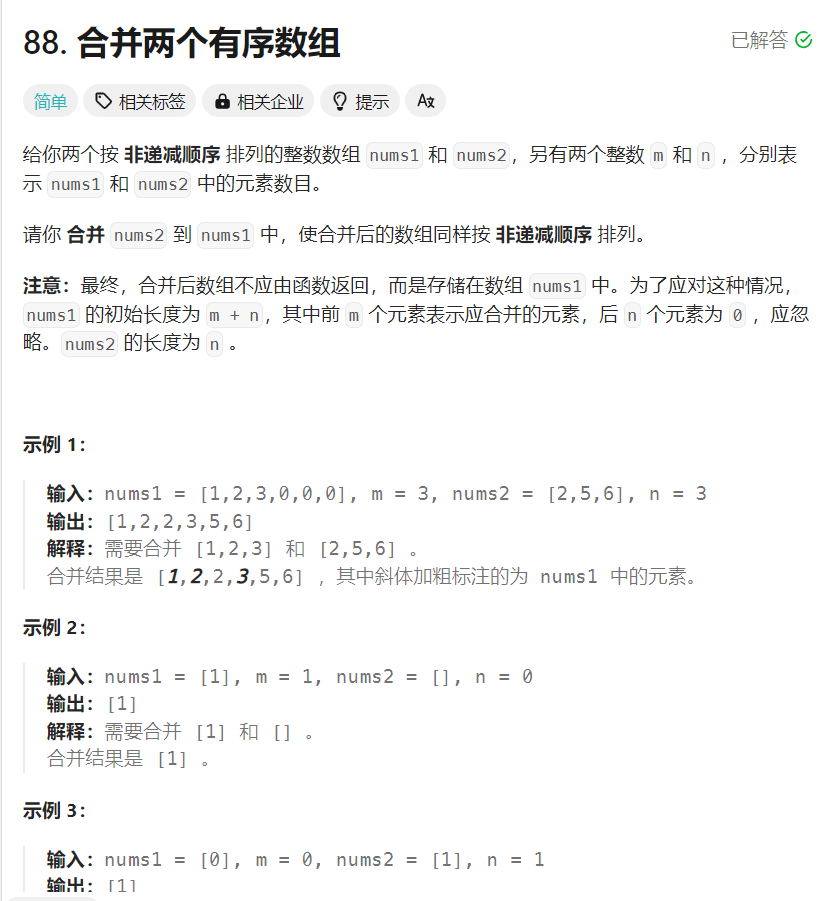 88. 合并两个有序数组
已解答
简单 相关标签 相关企业 提示 Aあ
给你两个按 非递减顺序 排列的整数数组 nums1 和 nums2，另有两个整数 m 和 n ，分别表
示 nums1 和 nums2 中的元素数目。
请你 合并 nums2 到 nums1 中，使合并后的数组同样按 非递减顺序 排列。
注意：最终，合并后数组不应由函数返回，而是存储在数组 nums1 中。为了应对这种情况，
nums1 的初始长度为 m + n，其中前 m 个元素表示应合并的元素，后 n 个元素为 0 ，应忽
略。nums2 的长度为 n 。
示例 1：
输入：nums1 = [1,2,3,0,0,0], m = 3, nums2 = [2,5,6], n = 3
输出：[1,2,2,3,5,6]
解释：需要合并 [1,2,3] 和 [2,5,6] 。
合并结果是 [1,2,2,3,5,6] ，其中斜体加粗标注的为 nums1 中的元素。
示例 2：
输入：nums1 = [1], m = 1, nums2 = [], n = 0
输出：[1]
解释：需要合并 [1] 和 [] 。
合并结果是 [1] 。
示例 3：
输入：nums1 = [0], m = 0, nums2 = [1], n = 1
输出：[1]